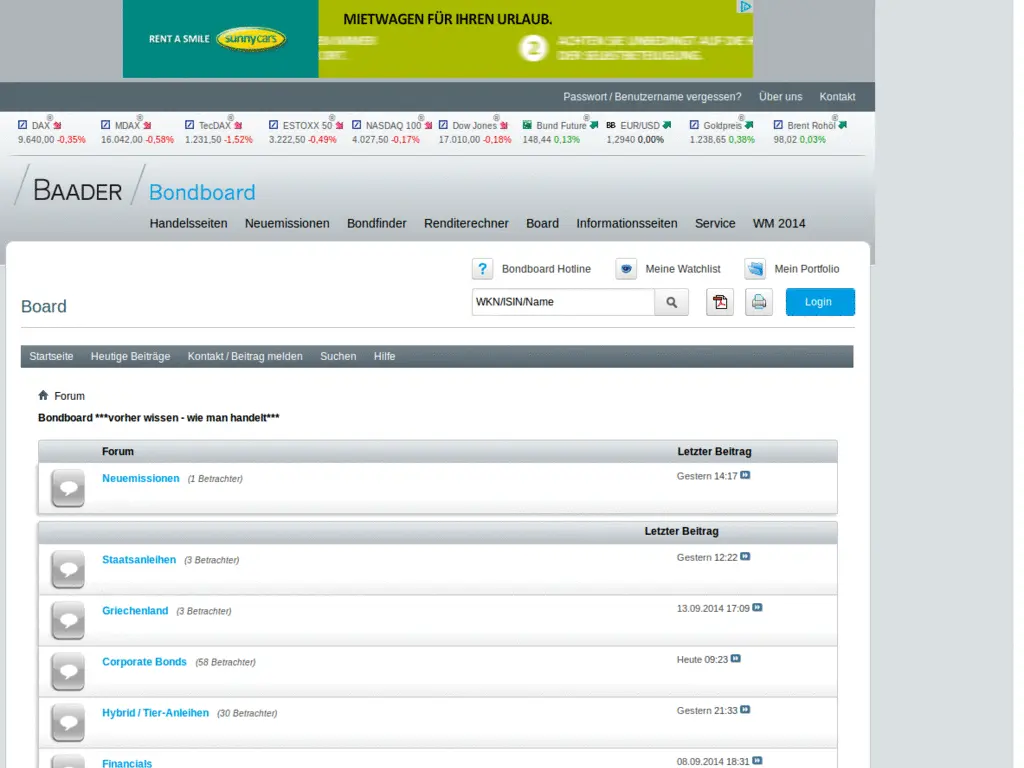 MIETWAGEN FÜR IHREN URLAUB.
RENT A SMILE sunnycars
2
Passwort / Benutzername vergessen? Über uns Kontakt
DAX MDAX TecDAX ESTOXX 50 NASDAQ 100 Dow Jones Bund Future BB EUR/USD Goldpreis Brent Rohöl
9.640,00 -0,35% 16.042,00 -0,58% 1.231,50 -1,52% 3.222,50 -0,49% 4.027,50 -0,17% 17.010,00 -0,18% 148,44 0,13% 1,2940 0,00% 1.238,65 0,38% 98,02 0,03%
BAADER Bondboard
Handelsseiten Neuemissionen Bondfinder Renditerechner Board Informationsseiten Service WM 2014
? Bondboard Hotline Meine Watchlist Mein Portfolio
Board WKN/ISIN/Name Login
Startseite Heutige Beiträge Kontakt / Beitrag melden Suchen Hilfe
Forum
Bondboard ***vorher wissen - wie man handelt***
Forum Letzter Beitrag
Neuemissionen (1 Betrachter) Gestern 14:17
Letzter Beitrag
Staatsanleihen (3 Betrachter) Gestern 12:22
Griechenland (3 Betrachter) 13.09.2014 17:09
Corporate Bonds (58 Betrachter) Heute 09:23
Hybrid / Tier-Anleihen (30 Betrachter) Gestern 21:33
Financials 08.09.2014 18:31